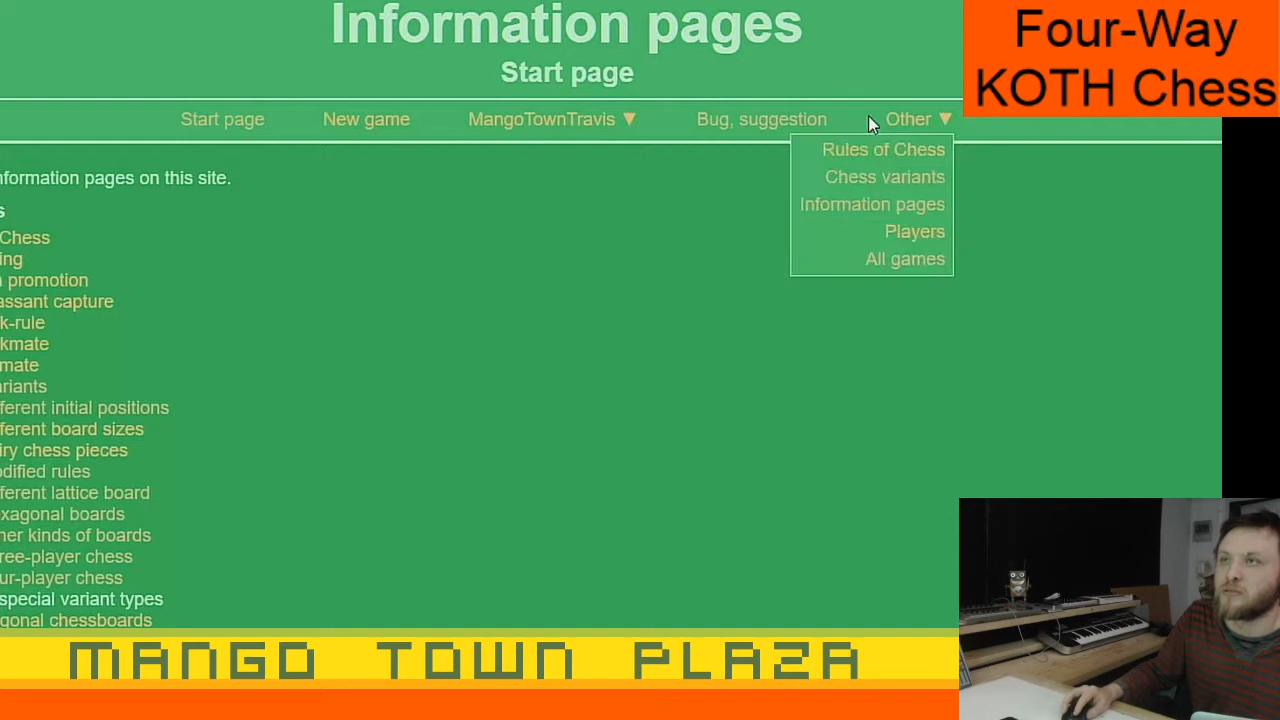 Information pages
Start page
Four-Way
KOTH Chess
Start page New game MangoTownTravis ▼ Bug, suggestion Other ▼
Rules of Chess
Chess variants
Information pages
Players
All games
nformation pages on this site.
s
Chess
ing
n promotion
assant capture
k-rule
kmate
mate
ariants
ferent initial positions
ferent board sizes
iry chess pieces
odified rules
ferent lattice board
exagonal boards
her kinds of boards
ree-player chess
ur-player chess
special variant types
agonal chessboards
MANGO TOWN PLAZA